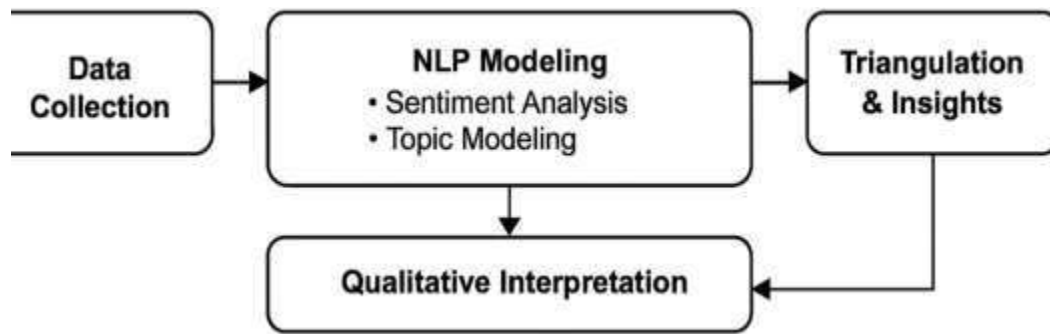 Data
Collection
NLP Modeling
• Sentiment Analysis
• Topic Modeling
Triangulation
& Insights
Qualitative Interpretation